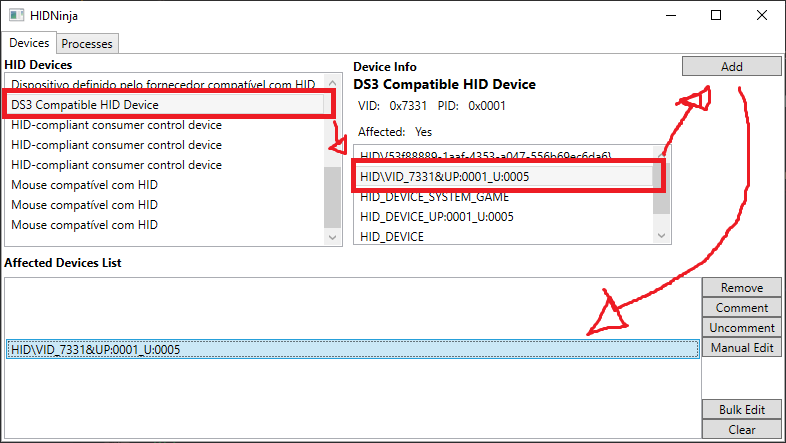 HIDNinja
Devices
Processes
HID Devices
Dispositivo definido pelo fornecedor compatível com HID
DS3 Compatible HID Device
HID-compliant consumer control device
HID-compliant consumer control device
HID-compliant consumer control device
Mouse compatível com HID
Mouse compatível com HID
Mouse compatível com HID
Device Info
DS3 Compatible HID Device
VID: 0x7331 PID: 0x0001
Affected: Yes
HID\{53f88889-1aaf-4353-a047-556b69ec6da6}
HID\VID_7331&UP:0001_U:0005
HID_DEVICE_SYSTEM_GAME
HID_DEVICE_UP:0001_U:0005
HID_DEVICE
Add
Affected Devices List
HID\VID_7331&UP:0001_U:0005
Remove
Comment
Uncomment
Manual Edit
Bulk Edit
Clear